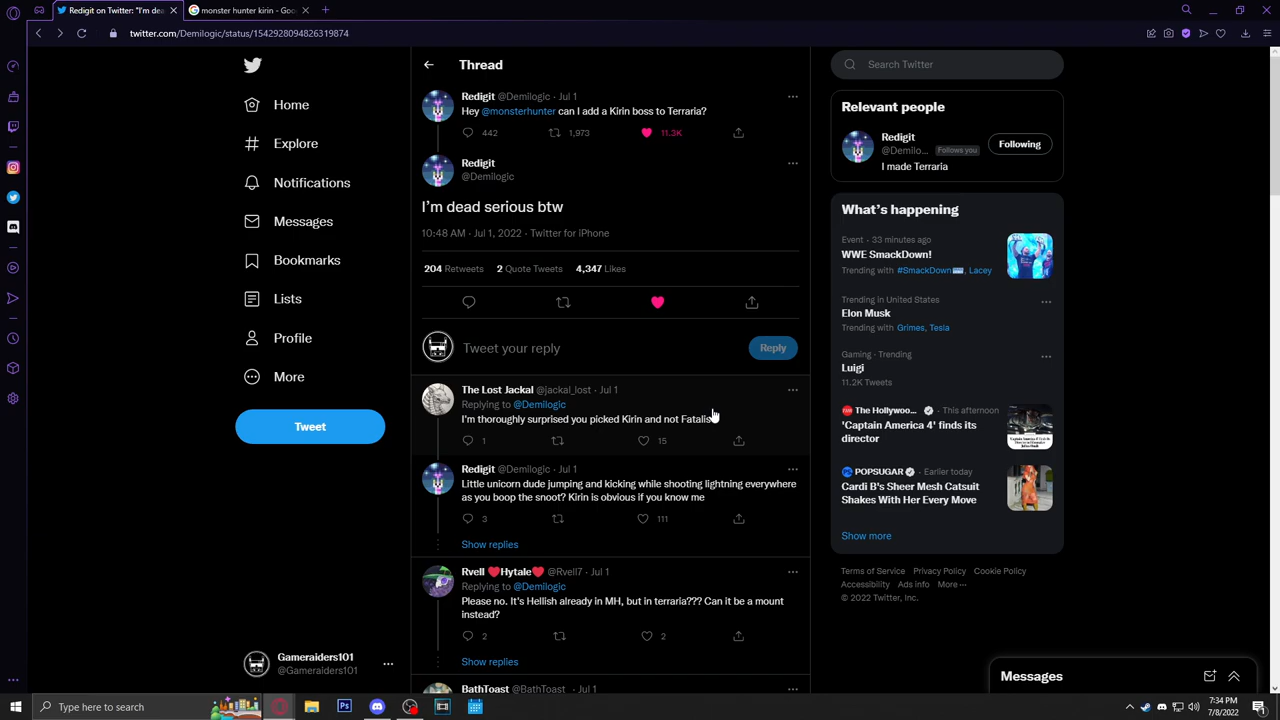 Redigit on Twitter: "I'm dea
monster hunter kirin - Goo
twitter.com/Demilogic/status/1542928094826319874
Home
Explore
Notifications
Messages
Bookmarks
Lists
Profile
More
Tweet
Gameraiders101
@Gameraiders101
Thread
Redigit @Demilogic · Jul 1
Hey @monsterhunter can I add a Kirin boss to Terraria?
442 1,973 11.3K
Redigit
@Demilogic
I'm dead serious btw
10:48 AM · Jul 1, 2022 · Twitter for iPhone
204 Retweets 2 Quote Tweets 4,347 Likes
Tweet your reply
Reply
The Lost Jackal @jackal_lost · Jul 1
Replying to @Demilogic
I'm thoroughly surprised you picked Kirin and not Fatalis
1 15
Redigit @Demilogic · Jul 1
Little unicorn dude jumping and kicking while shooting lightning everywhere
as you boop the snoot? Kirin is obvious if you know me
3 111
Show replies
Rvell ❤️Hytale❤️ @Rvell7 · Jul 1
Replying to @Demilogic
Please no. It's Hellish already in MH, but in terraria??? Can it be a mount
instead?
2 2
Show replies
BathToast @BathToast · Jul 1
Search Twitter
Relevant people
Redigit
@Demilo... Follows you
Following
I made Terraria
What's happening
Event · 33 minutes ago
WWE SmackDown!
Trending with #SmackDown, Lacey
Trending in United States
Elon Musk
Trending with Grimes, Tesla
Gaming · Trending
Luigi
11.2K Tweets
The Hollywoo... · This afternoon
'Captain America 4' finds its
director
POPSUGAR · Earlier today
Cardi B's Sheer Mesh Catsuit
Shakes With Her Every Move
Show more
Terms of Service Privacy Policy Cookie Policy
Accessibility Ads info More ···
© 2022 Twitter, Inc.
Messages
Type here to search
7:34 PM
7/8/2022